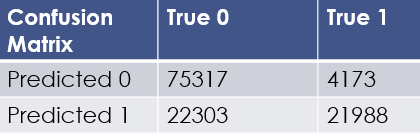 Confusion Matrix True 0 True 1
Predicted 0 75317 4173
Predicted 1 22303 21988